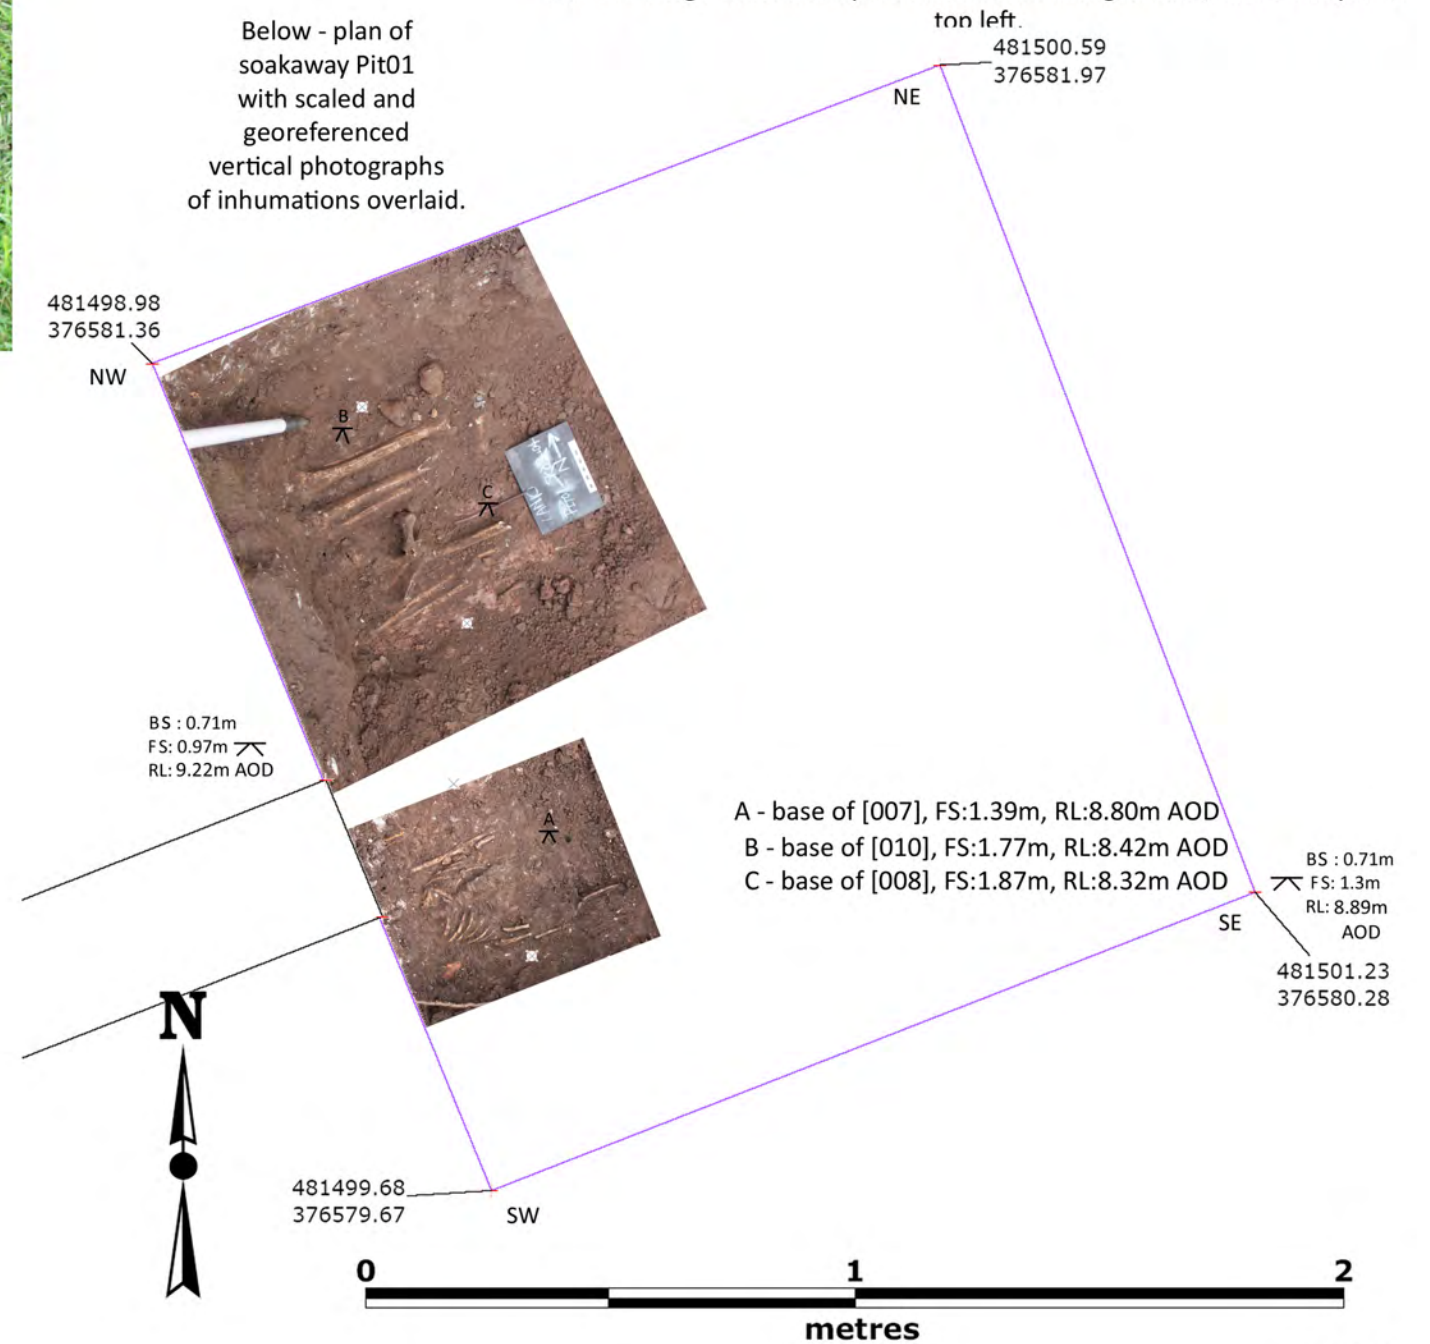 top left.
Below - plan of
soakaway Pit01
with scaled and
georeferenced
vertical photographs
of inhumations overlaid.
481500.59
376581.97
NE
481498.98
376581.36
NW
B
C
N
BS : 0.71m
FS: 0.97m
RL: 9.22m AOD
A
A - base of [007], FS:1.39m, RL:8.80m AOD
B - base of [010], FS:1.77m, RL:8.42m AOD
C - base of [008], FS:1.87m, RL:8.32m AOD
BS : 0.71m
FS: 1.3m
RL: 8.89m
AOD
SE
481501.23
376580.28
N
481499.68
376579.67
SW
0 1 2
metres